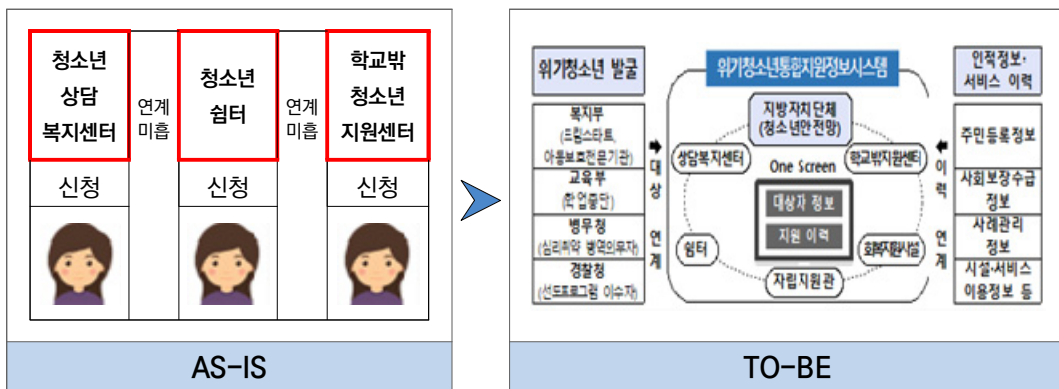 청소년
상담
복지센터
연계
미흡
청소년
쉼터
연계
미흡
학교밖
청소년
지원센터
신청
신청
신청
AS-IS
위기청소년 발굴
복지부
(드림스타트,
아동보호전문기관)
교육부
(학업중단)
병무청
(심리취약 병역의무자)
경찰청
(선도프로그램 이수자)
대상 연계
위기청소년통합지원정보시스템
지방자치단체
(청소년안전망)
상담복지센터
학교밖지원센터
One Screen
대상자 정보
지원 이력
쉼터
회복지원시설
자립지원관
이력 연계
인적정보·
서비스 이력
주민등록정보
사회보장수급
정보
사례관리
정보
시설·서비스
이용정보 등
TO-BE